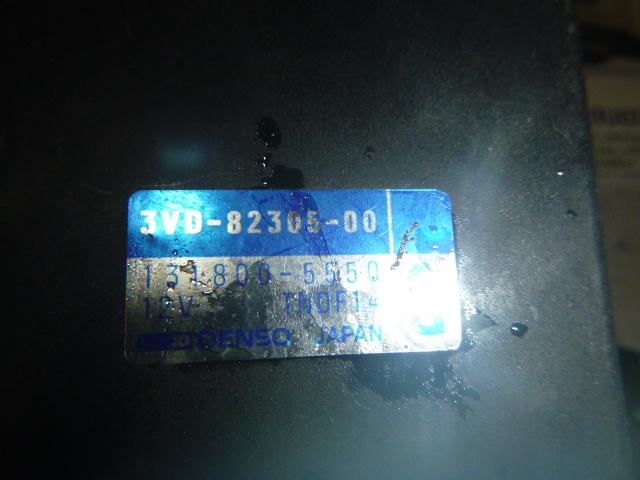 3VD-82305-00
131800-5550
12V TNDF14
DENSO JAPAN